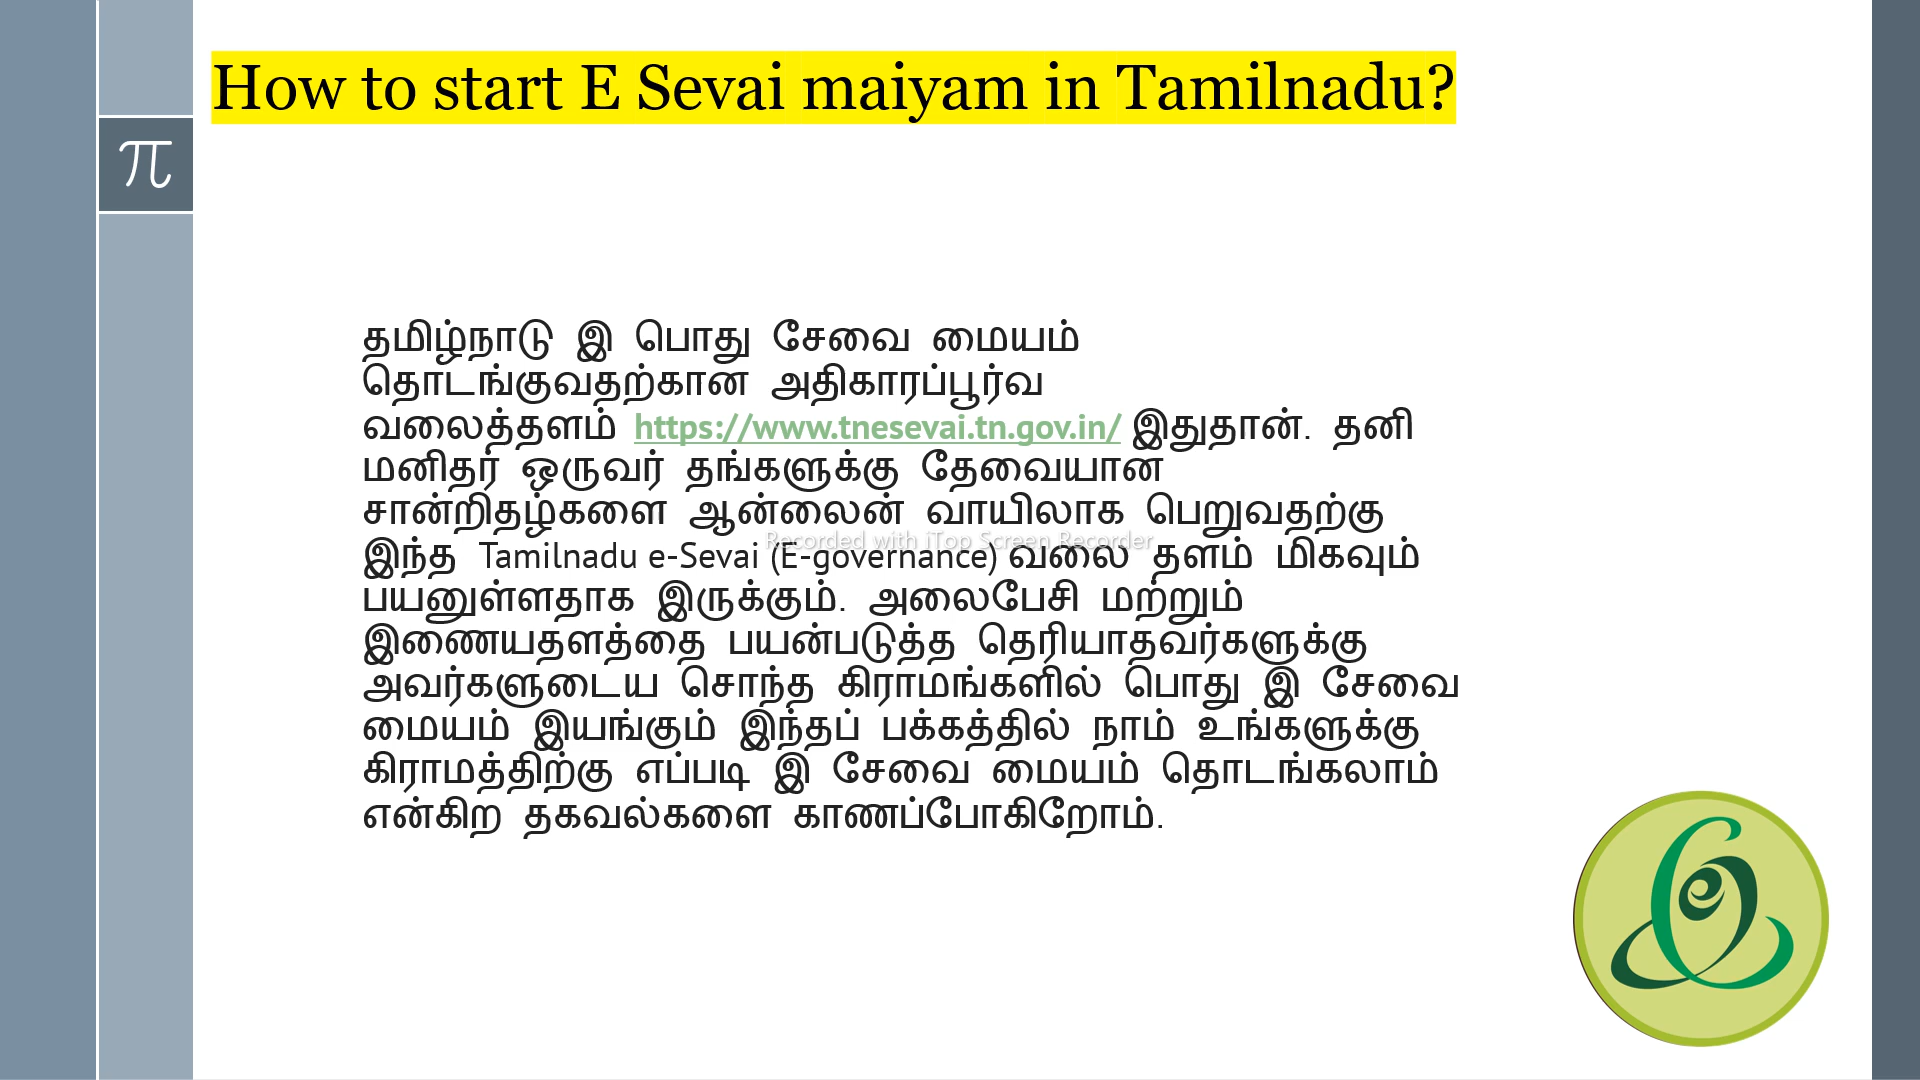 How to start E Sevai maiyam in Tamilnadu?
π
தமிழ்நாடு இ பொது சேவை மையம்
தொடங்குவதற்கான அதிகாரப்பூர்வ
வலைத்தளம் https://www.tnesevai.tn.gov.in/ இதுதான். தனி
மனிதர் ஒருவர் தங்களுக்கு தேவையான
சான்றிதழ்களை ஆன்லைன் வாயிலாக பெறுவதற்கு
Recorded with iTop Screen Recorder
இந்த Tamilnadu e-Sevai (E-governance) வலை தளம் மிகவும்
பயனுள்ளதாக இருக்கும். அலைபேசி மற்றும்
இணையதளத்தை பயன்படுத்த தெரியாதவர்களுக்கு
அவர்களுடைய சொந்த கிராமங்களில் பொது இ சேவை
மையம் இயங்கும் இந்தப் பக்கத்தில் நாம் உங்களுக்கு
கிராமத்திற்கு எப்படி இ சேவை மையம் தொடங்கலாம்
என்கிற தகவல்களை காணப்போகிறோம்.